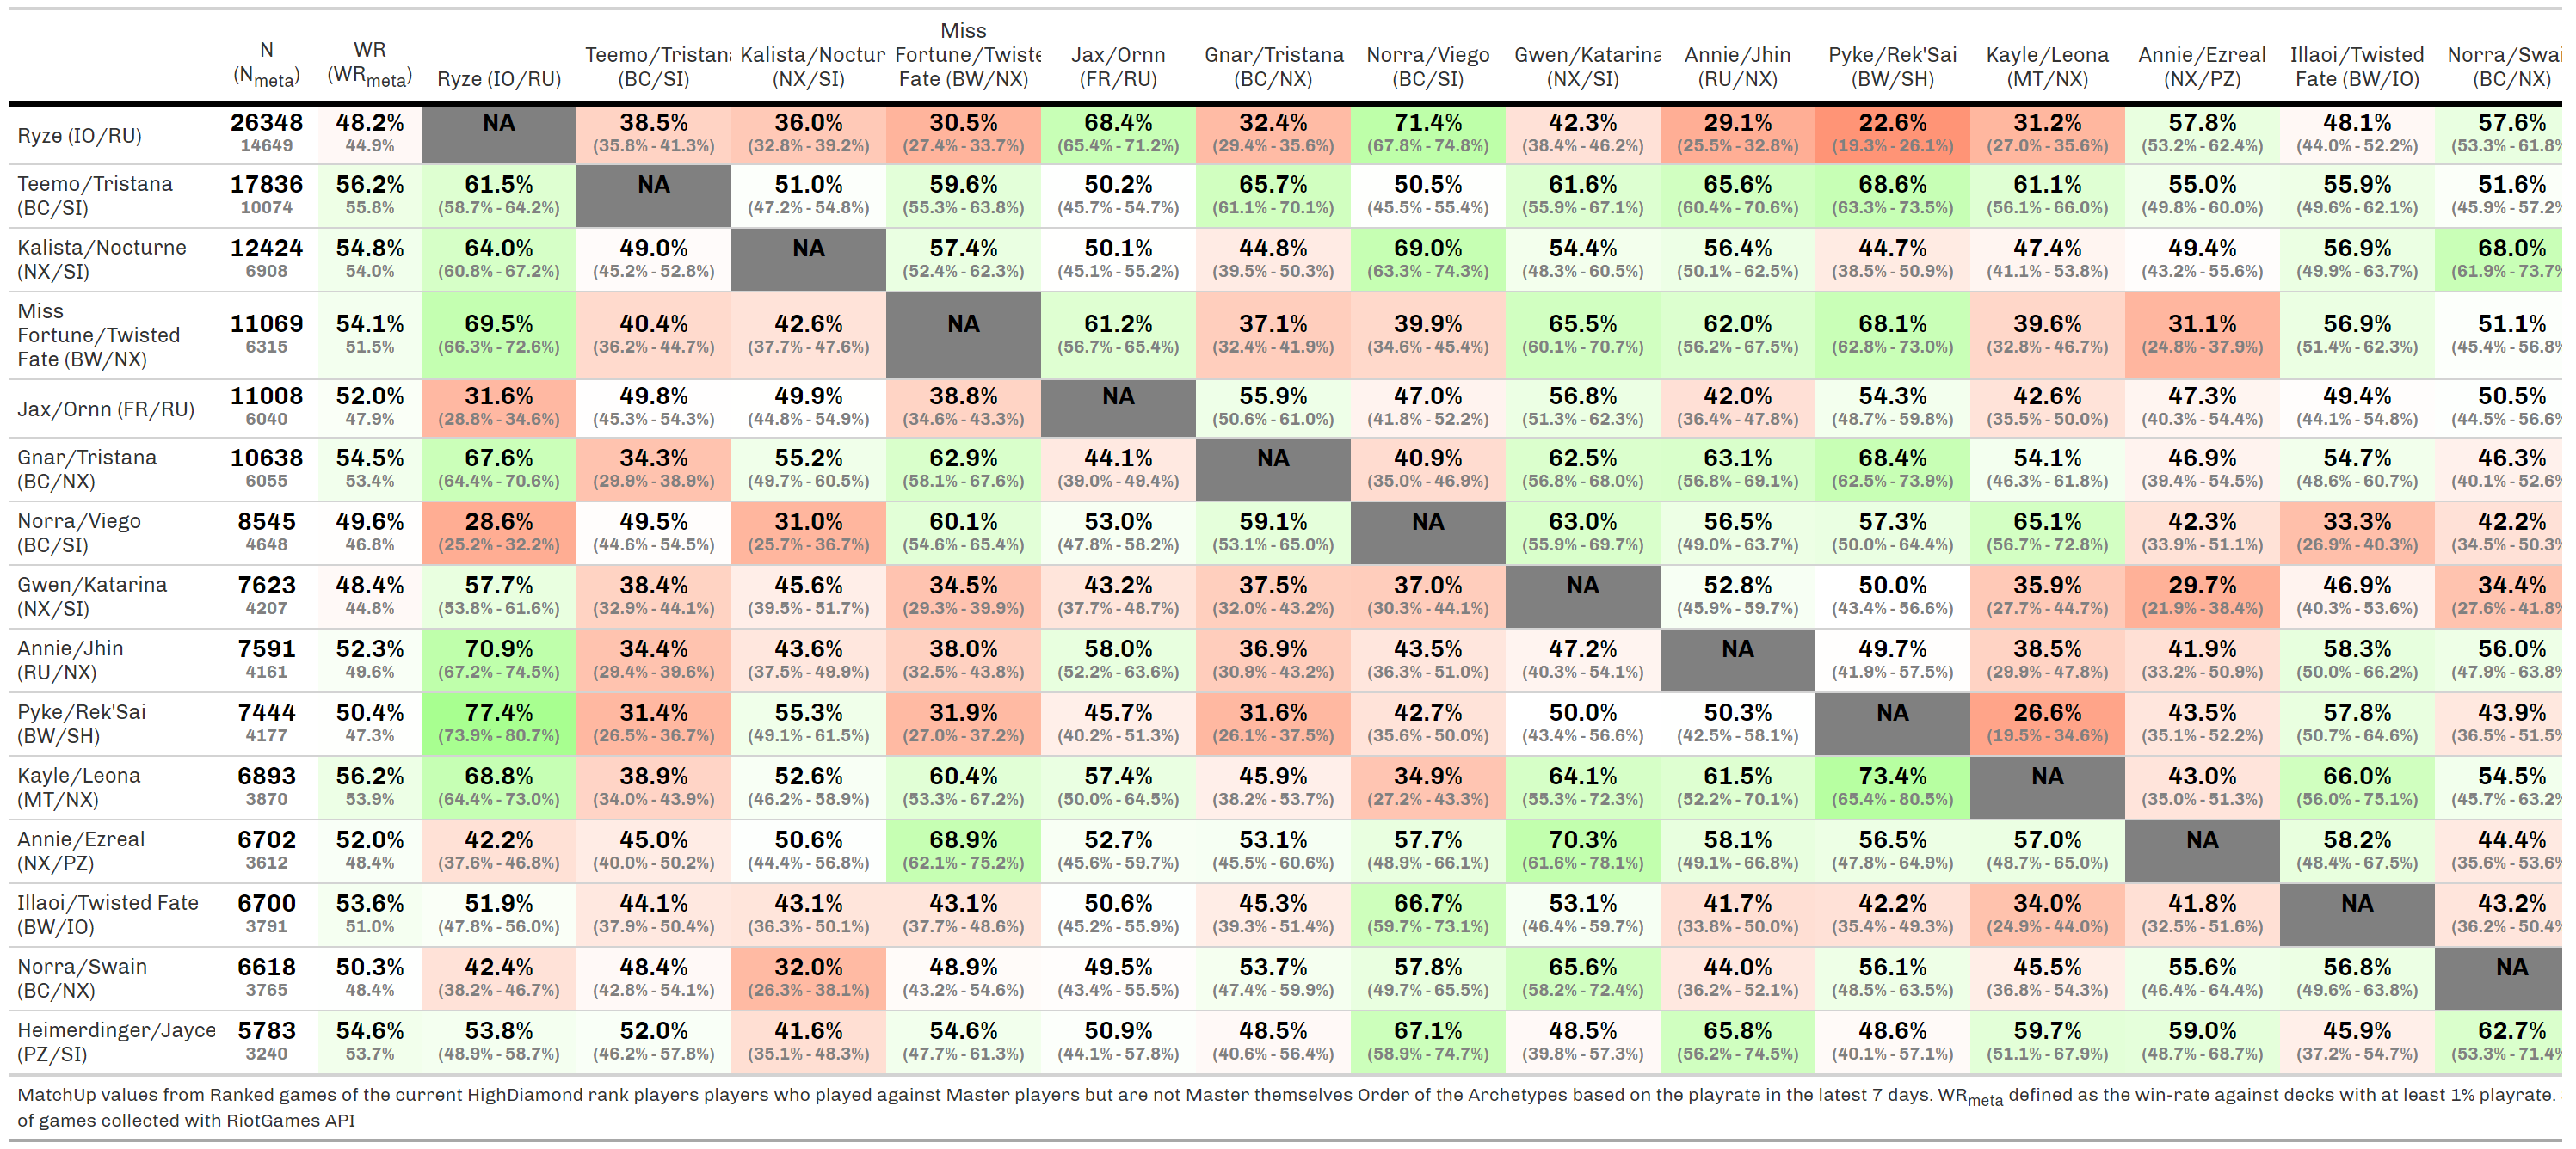 Miss
N WR Teemo/Tristan Kalista/Noctur Fortune/Twiste Jax/Ornn Gnar/Tristana Norra/Viego Gwen/Katarina Annie/Jhin Pyke/Rek'Sai Kayle/Leona Annie/Ezreal Illaoi/Twisted Norra/Swai
(Nmeta) (WRmeta) Ryze (IO/RU) (BC/SI) (NX/SI) Fate (BW/NX) (FR/RU) (BC/NX) (BC/SI) (NX/SI) (RU/NX) (BW/SH) (MT/NX) (NX/PZ) Fate (BW/IO) (BC/NX)
Ryze (IO/RU) 26348 48.2% NA 38.5% 36.0% 30.5% 68.4% 32.4% 71.4% 42.3% 29.1% 22.6% 31.2% 57.8% 48.1% 57.6%
14649 44.9% (35.8% - 41.3%) (32.8% - 39.2%) (27.4% - 33.7%) (65.4% - 71.2%) (29.4% - 35.6%) (67.8% - 74.8%) (38.4% - 46.2%) (25.5% - 32.8%) (19.3% - 26.1%) (27.0% - 35.6%) (53.2% - 62.4%) (44.0% - 52.2%) (53.3% - 61.8%
Teemo/Tristana 17836 56.2% 61.5% NA 51.0% 59.6% 50.2% 65.7% 50.5% 61.6% 65.6% 68.6% 61.1% 55.0% 55.9% 51.6%
(BC/SI) 10074 55.8% (58.7% - 64.2%) (47.2% - 54.8%) (55.3% - 63.8%) (45.7% - 54.7%) (61.1% - 70.1%) (45.5% - 55.4%) (55.9% - 67.1%) (60.4% - 70.6%) (63.3% - 73.5%) (56.1% - 66.0%) (49.8% - 60.0%) (49.6% - 62.1%) (45.9% - 57.2%
Kalista/Nocturne 12424 54.8% 64.0% 49.0% NA 57.4% 50.1% 44.8% 69.0% 54.4% 56.4% 44.7% 47.4% 49.4% 56.9% 68.0%
(NX/SI) 6908 54.0% (60.8% - 67.2%) (45.2% - 52.8%) (52.4% - 62.3%) (45.1% - 55.2%) (39.5% - 50.3%) (63.3% - 74.3%) (48.3% - 60.5%) (50.1% - 62.5%) (38.5% - 50.9%) (41.1% - 53.8%) (43.2% - 55.6%) (49.9% - 63.7%) (61.9% - 73.7%
Miss
Fortune/Twisted 11069 54.1% 69.5% 40.4% 42.6% NA 61.2% 37.1% 39.9% 65.5% 62.0% 68.1% 39.6% 31.1% 56.9% 51.1%
Fate (BW/NX) 6315 51.5% (66.3% - 72.6%) (36.2% - 44.7%) (37.7% - 47.6%) (56.7% - 65.4%) (32.4% - 41.9%) (34.6% - 45.4%) (60.1% - 70.7%) (56.2% - 67.5%) (62.8% - 73.0%) (32.8% - 46.7%) (24.8% - 37.9%) (51.4% - 62.3%) (45.4% - 56.8%
Jax/Ornn (FR/RU) 11008 52.0% 31.6% 49.8% 49.9% 38.8% NA 55.9% 47.0% 56.8% 42.0% 54.3% 42.6% 47.3% 49.4% 50.5%
6040 47.9% (28.8% - 34.6%) (45.3% - 54.3%) (44.8% - 54.9%) (34.6% - 43.3%) (50.6% - 61.0%) (41.8% - 52.2%) (51.3% - 62.3%) (36.4% - 47.8%) (48.7% - 59.8%) (35.5% - 50.0%) (40.3% - 54.4%) (44.1% - 54.8%) (44.5% - 56.6%
Gnar/Tristana 10638 54.5% 67.6% 34.3% 55.2% 62.9% 44.1% NA 40.9% 62.5% 63.1% 68.4% 54.1% 46.9% 54.7% 46.3%
(BC/NX) 6055 53.4% (64.4% - 70.6%) (29.9% - 38.9%) (49.7% - 60.5%) (58.1% - 67.6%) (39.0% - 49.4%) (35.0% - 46.9%) (56.8% - 68.0%) (56.8% - 69.1%) (62.5% - 73.9%) (46.3% - 61.8%) (39.4% - 54.5%) (48.6% - 60.7%) (40.1% - 52.6%
Norra/Viego 8545 49.6% 28.6% 49.5% 31.0% 60.1% 53.0% 59.1% NA 63.0% 56.5% 57.3% 65.1% 42.3% 33.3% 42.2%
(BC/SI) 4648 46.8% (25.2% - 32.2%) (44.6% - 54.5%) (25.7% - 36.7%) (54.6% - 65.4%) (47.8% - 58.2%) (53.1% - 65.0%) (55.9% - 69.7%) (49.0% - 63.7%) (50.0% - 64.4%) (56.7% - 72.8%) (33.9% - 51.1%) (26.9% - 40.3%) (34.5% - 50.3%
Gwen/Katarina 7623 48.4% 57.7% 38.4% 45.6% 34.5% 43.2% 37.5% 37.0% NA 52.8% 50.0% 35.9% 29.7% 46.9% 34.4%
(NX/SI) 4207 44.8% (53.8% - 61.6%) (32.9% - 44.1%) (39.5% - 51.7%) (29.3% - 39.9%) (37.7% - 48.7%) (32.0% - 43.2%) (30.3% - 44.1%) (45.9% - 59.7%) (43.4% - 56.6%) (27.7% - 44.7%) (21.9% - 38.4%) (40.3% - 53.6%) (27.6% - 41.8%
Annie/Jhin 7591 52.3% 70.9% 34.4% 43.6% 38.0% 58.0% 36.9% 43.5% 47.2% NA 49.7% 38.5% 41.9% 58.3% 56.0%
(RU/NX) 4161 49.6% (67.2% - 74.5%) (29.4% - 39.6%) (37.5% - 49.9%) (32.5% - 43.8%) (52.2% - 63.6%) (30.9% - 43.2%) (36.3% - 51.0%) (40.3% - 54.1%) (41.9% - 57.5%) (29.9% - 47.8%) (33.2% - 50.9%) (50.0% - 66.2%) (47.9% - 63.8%
Pyke/Rek'Sai 7444 50.4% 77.4% 31.4% 55.3% 31.9% 45.7% 31.6% 42.7% 50.0% 50.3% NA 26.6% 43.5% 57.8% 43.9%
(BW/SH) 4177 47.3% (73.9% - 80.7%) (26.5% - 36.7%) (49.1% - 61.5%) (27.0% - 37.2%) (40.2% - 51.3%) (26.1% - 37.5%) (35.6% - 50.0%) (43.4% - 56.6%) (42.5% - 58.1%) (19.5% - 34.6%) (35.1% - 52.2%) (50.7% - 64.6%) (36.5% - 51.5%
Kayle/Leona 6893 56.2% 68.8% 38.9% 52.6% 60.4% 57.4% 45.9% 34.9% 64.1% 61.5% 73.4% NA 43.0% 66.0% 54.5%
(MT/NX) 3870 53.9% (64.4% - 73.0%) (34.0% - 43.9%) (46.2% - 58.9%) (53.3% - 67.2%) (50.0% - 64.5%) (38.2% - 53.7%) (27.2% - 43.3%) (55.3% - 72.3%) (52.2% - 70.1%) (65.4% - 80.5%) (35.0% - 51.3%) (56.0% - 75.1%) (45.7% - 63.2%
Annie/Ezreal 6702 52.0% 42.2% 45.0% 50.6% 68.9% 52.7% 53.1% 57.7% 70.3% 58.1% 56.5% 57.0% NA 58.2% 44.4%
(NX/PZ) 3612 48.4% (37.6% - 46.8%) (40.0% - 50.2%) (44.4% - 56.8%) (62.1% - 75.2%) (45.6% - 59.7%) (45.5% - 60.6%) (48.9% - 66.1%) (61.6% - 78.1%) (49.1% - 66.8%) (47.8% - 64.9%) (48.7% - 65.0%) (48.4% - 67.5%) (35.6% - 53.6%
Illaoi/Twisted Fate 6700 53.6% 51.9% 44.1% 43.1% 43.1% 50.6% 45.3% 66.7% 53.1% 41.7% 42.2% 34.0% 41.8% NA 43.2%
(BW/IO) 3791 51.0% (47.8% - 56.0%) (37.9% - 50.4%) (36.3% - 50.1%) (37.7% - 48.6%) (45.2% - 55.9%) (39.3% - 51.4%) (59.7% - 73.1%) (46.4% - 59.7%) (33.8% - 50.0%) (35.4% - 49.3%) (24.9% - 44.0%) (32.5% - 51.6%) (36.2% - 50.4%
Norra/Swain 6618 50.3% 42.4% 48.4% 32.0% 48.9% 49.5% 53.7% 57.8% 65.6% 44.0% 56.1% 45.5% 55.6% 56.8% NA
(BC/NX) 3765 48.4% (38.2% - 46.7%) (42.8% - 54.1%) (26.3% - 38.1%) (43.2% - 54.6%) (43.4% - 55.5%) (47.4% - 59.9%) (49.7% - 65.5%) (58.2% - 72.4%) (36.2% - 52.1%) (48.5% - 63.5%) (36.8% - 54.3%) (46.4% - 64.4%) (49.6% - 63.8%)
Heimerdinger/Jayce 5783 54.6% 53.8% 52.0% 41.6% 54.6% 50.9% 48.5% 67.1% 48.5% 65.8% 48.6% 59.7% 59.0% 45.9% 62.7%
(PZ/SI) 3240 53.7% (48.9% - 58.7%) (46.2% - 57.8%) (35.1% - 48.3%) (47.7% - 61.3%) (44.1% - 57.8%) (40.6% - 56.4%) (58.9% - 74.7%) (39.8% - 57.3%) (56.2% - 74.5%) (40.1% - 57.1%) (51.1% - 67.9%) (48.7% - 68.7%) (37.2% - 54.7%) (53.3% - 71.4%
MatchUp values from Ranked games of the current HighDiamond rank players players who played against Master players but are not Master themselves Order of the Archetypes based on the playrate in the latest 7 days. WRmeta defined as the win-rate against decks with at least 1% playrate.
of games collected with RiotGames API